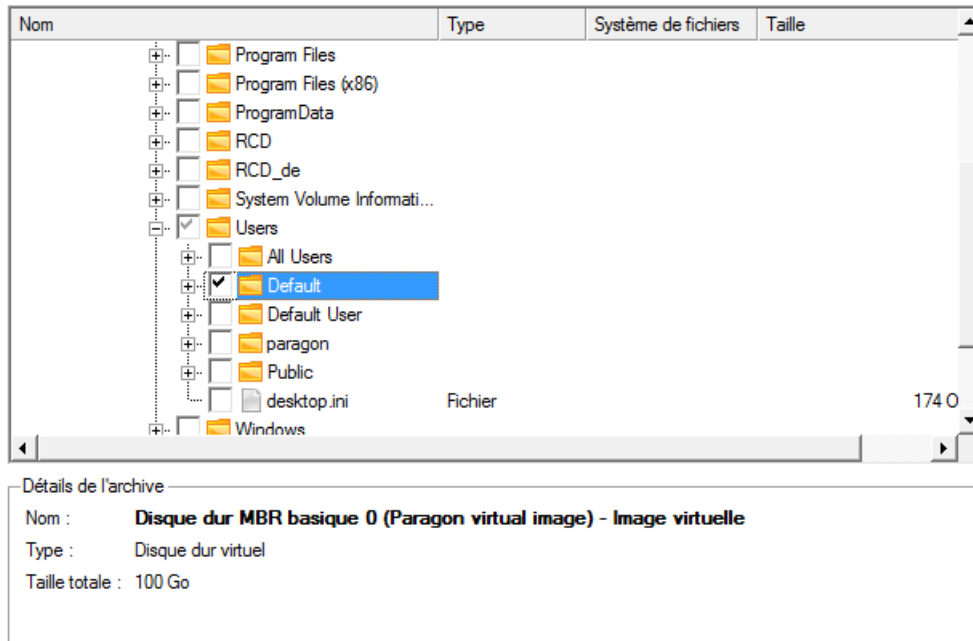 Nom Type Système de fichiers Taille
Program Files
Program Files (x86)
ProgramData
RCD
RCD_de
System Volume Informati...
Users
All Users
Default
Default User
paragon
Public
desktop.ini Fichier 174 O
Windows
Détails de l'archive
Nom : Disque dur MBR basique 0 (Paragon virtual image) - Image virtuelle
Type : Disque dur virtuel
Taille totale : 100 Go